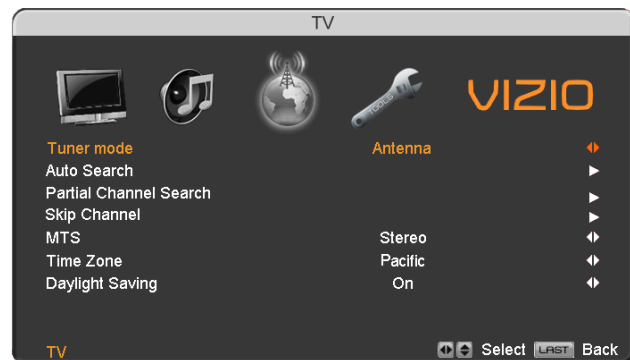 TV
TOOLS
VIZIO
Tuner mode Antenna
Auto Search
Partial Channel Search
Skip Channel
MTS Stereo
Time Zone Pacific
Daylight Saving On
TV Select LAST Back